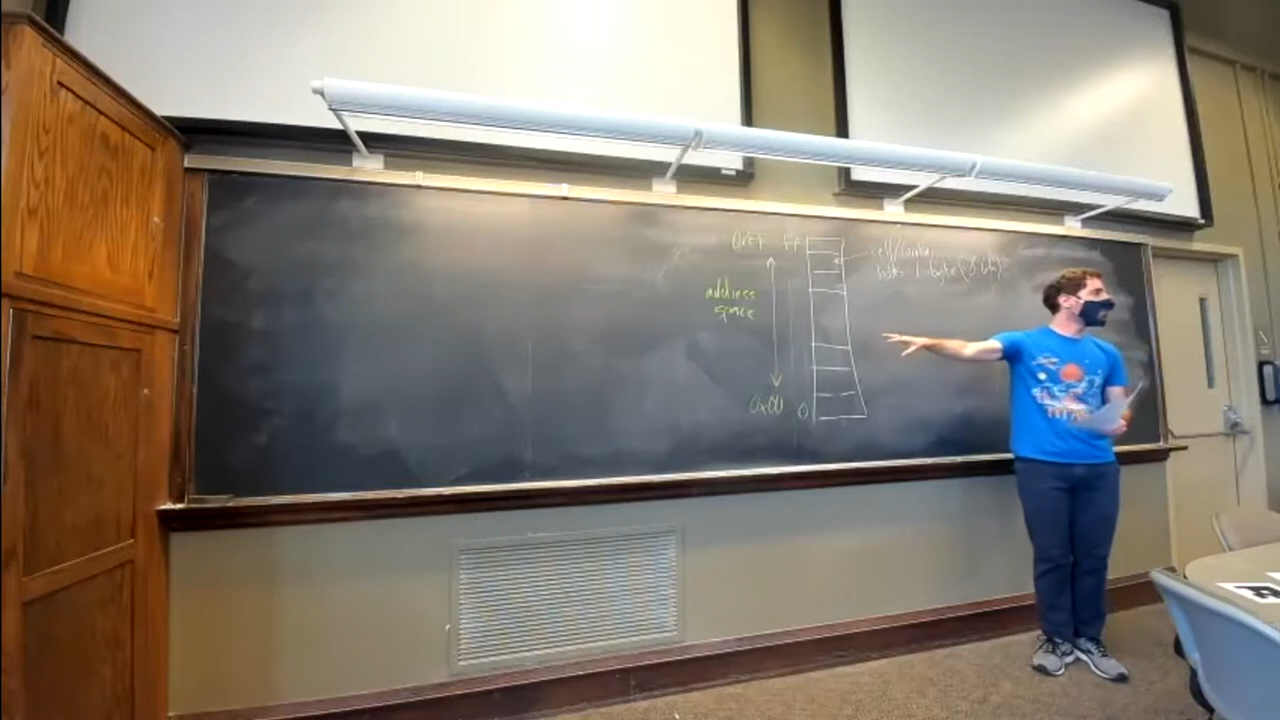 0xFF FF
cell/location
holds 1 byte (8 bits)
address
space
0x00 0